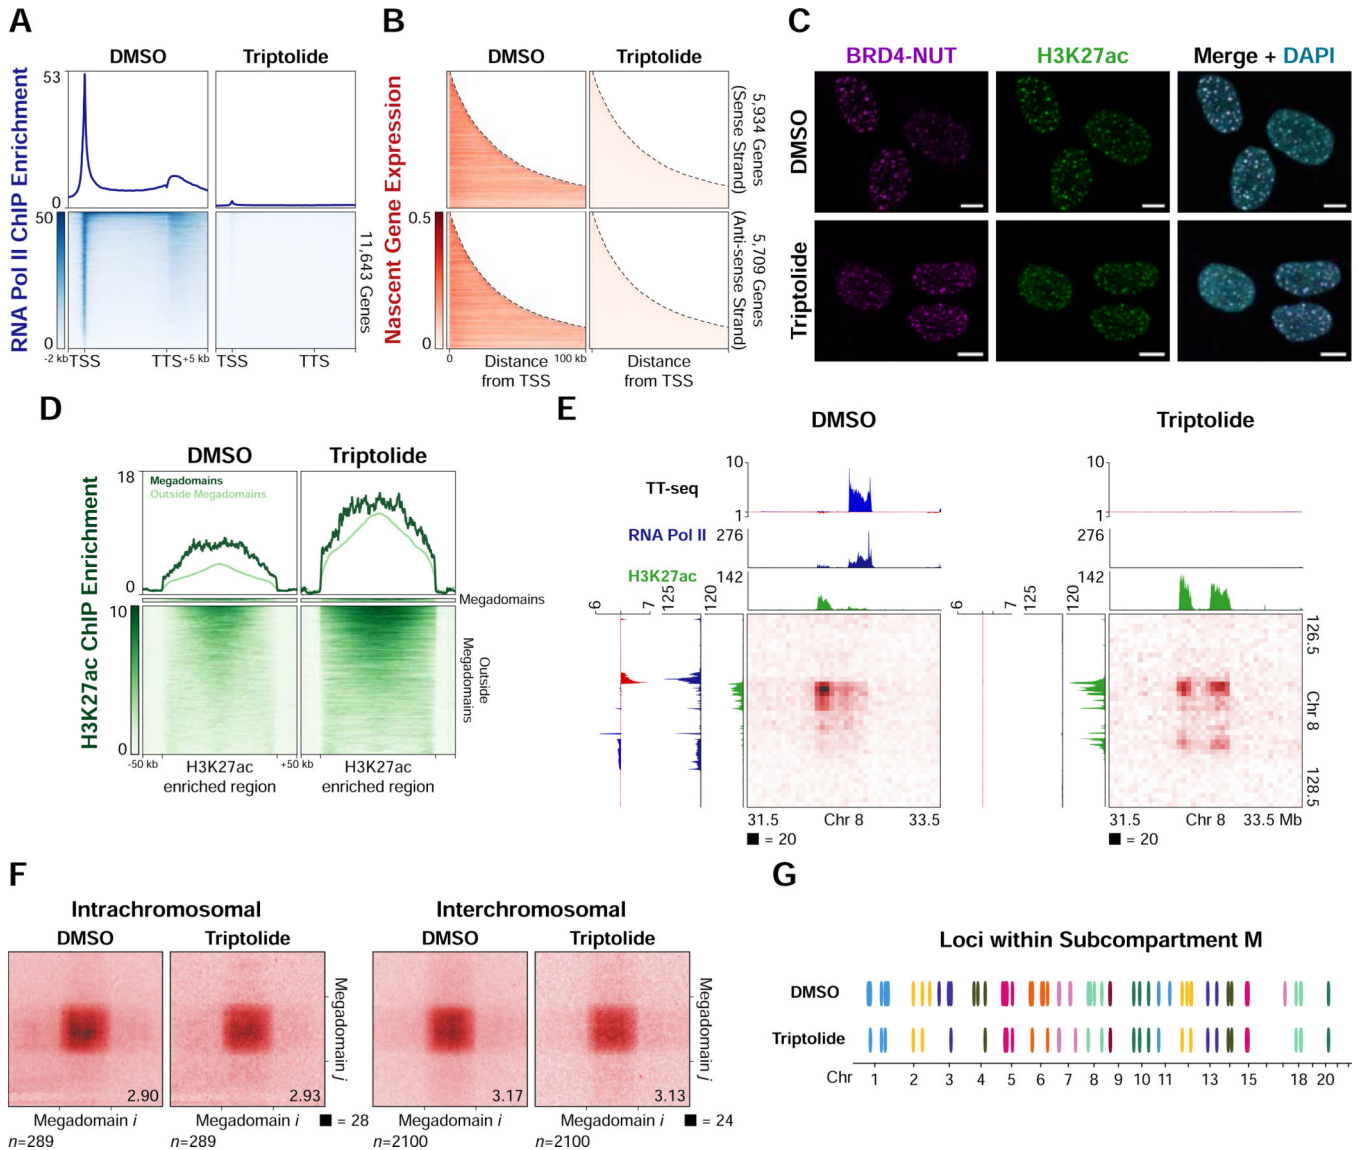 A
DMSO
Triptolide
RNA Pol II ChIP Enrichment
53
0
50
0
-2 kb
TSS
TTS
+5 kb
TSS
TTS
11,643 Genes
B
DMSO
Triptolide
Nascent Gene Expression
0.5
0
5,934 Genes
(Sense Strand)
5,709 Genes
(Anti-sense Strand)
0
Distance
from TSS
100 kb
Distance
from TSS
C
BRD4-NUT
H3K27ac
Merge + DAPI
DMSO
Triptolide
D
DMSO
Triptolide
H3K27ac ChIP Enrichment
18
0
Megadomains
Outside Megadomains
Megadomains
10
0
Outside
Megadomains
-50 kb
H3K27ac
enriched region
+50 kb
H3K27ac
enriched region
E
DMSO
Triptolide
TT-seq
10
1
RNA Pol II
276
H3K27ac
142
6
7
125
120
31.5
Chr 8
33.5
= 20
10
1
276
142
6
7
125
120
126.5
Chr 8
128.5
31.5
Chr 8
33.5 Mb
= 20
F
Intrachromosomal
DMSO
Triptolide
2.90
2.93
Megadomain j
Megadomain i
Megadomain i
= 28
n=289
n=289
Interchromosomal
DMSO
Triptolide
3.17
3.13
Megadomain j
Megadomain i
Megadomain i
= 24
n=2100
n=2100
G
Loci within Subcompartment M
DMSO
Triptolide
Chr 1 2 3 4 5 6 7 8 9 10 11 13 15 18 20